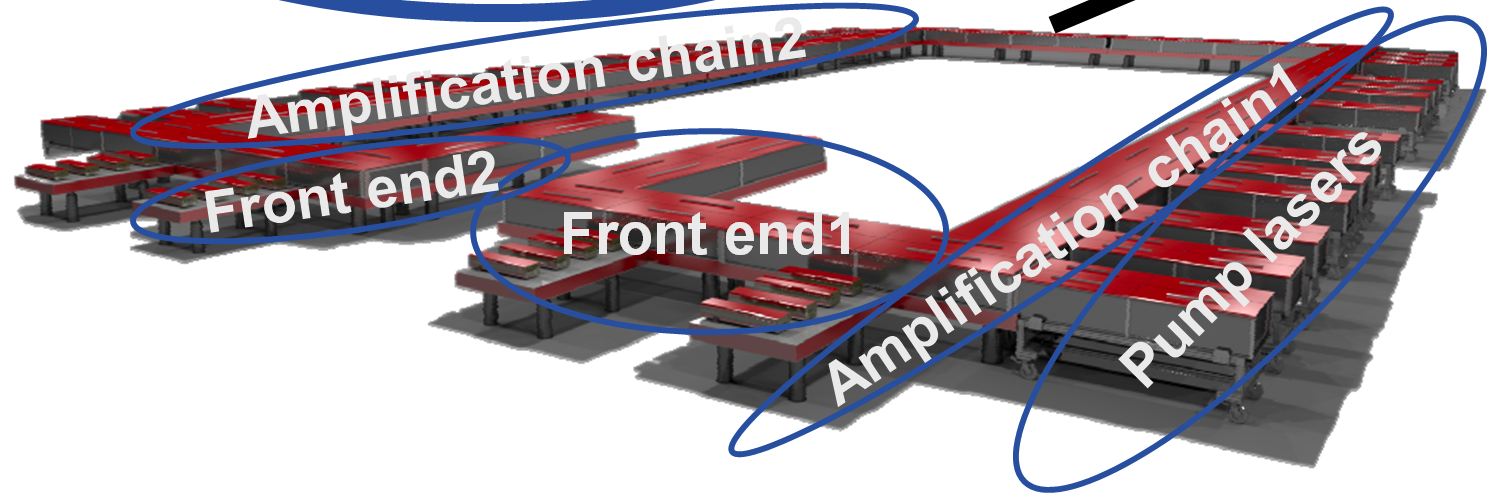 Amplification chain2
Front end2
Front end1
Amplification chain1
Pump lasers